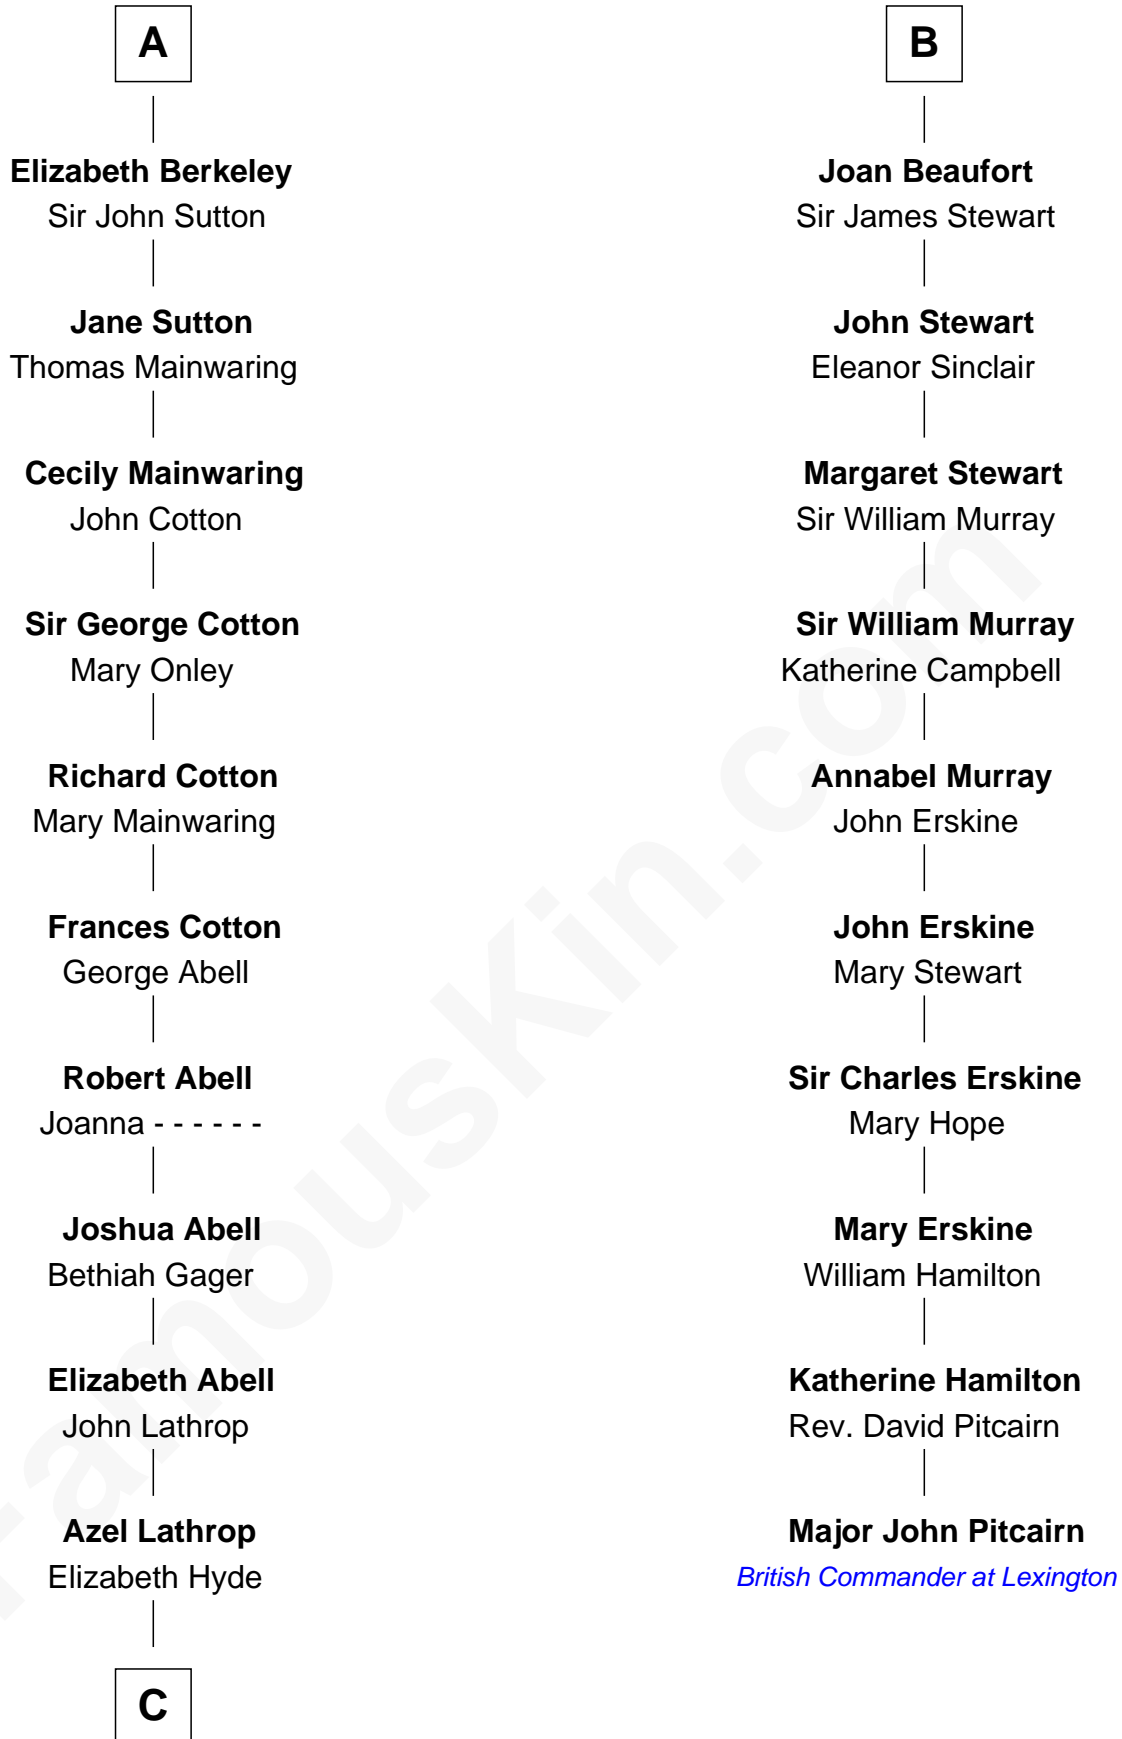 A
Elizabeth Berkeley
Sir John Sutton
Jane Sutton
Thomas Mainwaring
Cecily Mainwaring
John Cotton
Sir George Cotton
Mary Onley
Richard Cotton
Mary Mainwaring
Frances Cotton
George Abell
Robert Abell
Joanna - - - - - -
Joshua Abell
Bethiah Gager
Elizabeth Abell
John Lathrop
Azel Lathrop
Elizabeth Hyde
C
B
Joan Beaufort
Sir James Stewart
John Stewart
Eleanor Sinclair
Margaret Stewart
Sir William Murray
Sir William Murray
Katherine Campbell
Annabel Murray
John Erskine
John Erskine
Mary Stewart
Sir Charles Erskine
Mary Hope
Mary Erskine
William Hamilton
Katherine Hamilton
Rev. David Pitcairn
Major John Pitcairn
British Commander at Lexington
FamousKin.com